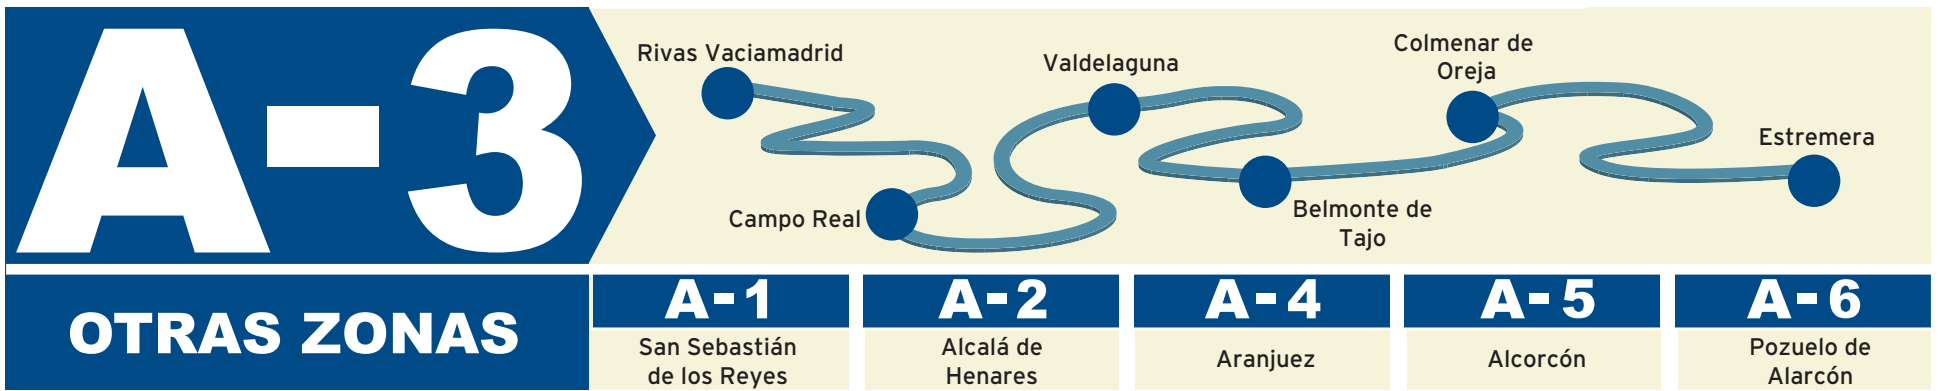 A-3
Rivas Vaciamadrid
Campo Real
Valdelaguna
Belmonte de
Tajo
Colmenar de
Oreja
Estremera
OTRAS ZONAS
A-1
San Sebastián
de los Reyes
A-2
Alcalá de
Henares
A-4
Aranjuez
A-5
Alcorcón
A-6
Pozuelo de
Alarcón